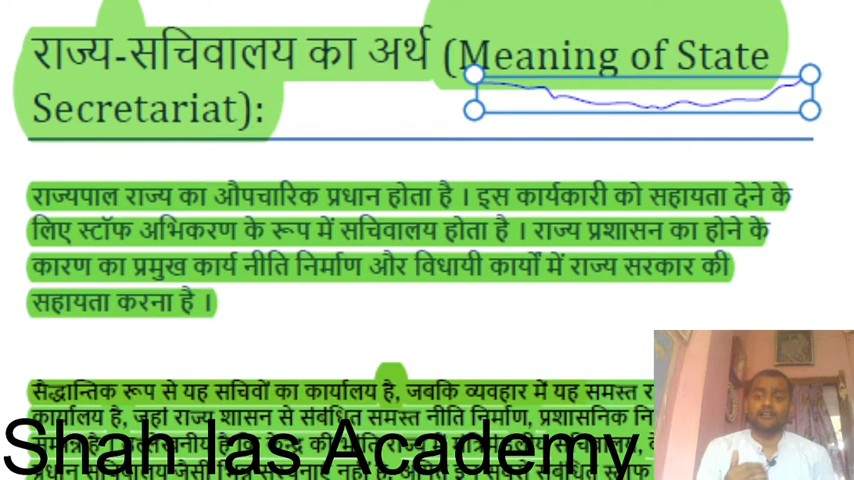 राज्य-सचिवालय का अर्थ (Meaning of State
Secretariat):
राज्यपाल राज्य का औपचारिक प्रधान होता है । इस कार्यकारी को सहायता देने के
लिए स्टॉफ अभिकरण के रूप में सचिवालय होता है । राज्य प्रशासन का होने के
कारण का प्रमुख कार्य नीति निर्माण और विधायी कार्यों में राज्य सरकार की
सहायता करना है ।
सैद्धान्तिक रूप से यह सचिवों का कार्यालय है, जबकि व्यवहार में यह समस्त
कार्यालय है, जहां राज्य शासन से संबंधित समस्त नीति निर्माण, प्रशासनिक
Shah Ias Academy